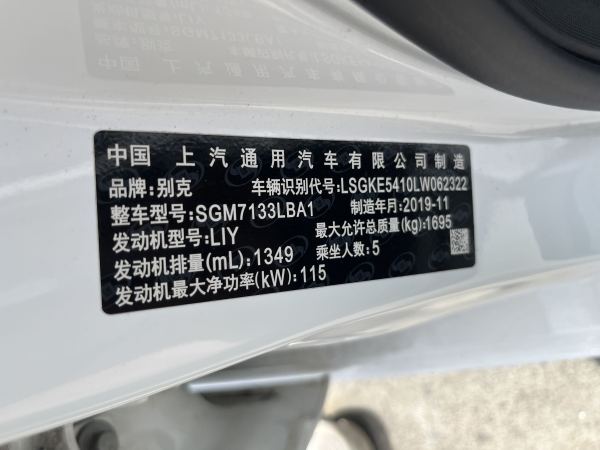 中国 上汽通用汽车有限公司制造
品牌:别克 车辆识别代号:LSGKE5410LW062322
整车型号:SGM7133LBA1 制造年月:2019-11
发动机型号:LIY 最大允许总质量(kg):1695
发动机排量(mL):1349 乘坐人数:5
发动机最大净功率(kW):115